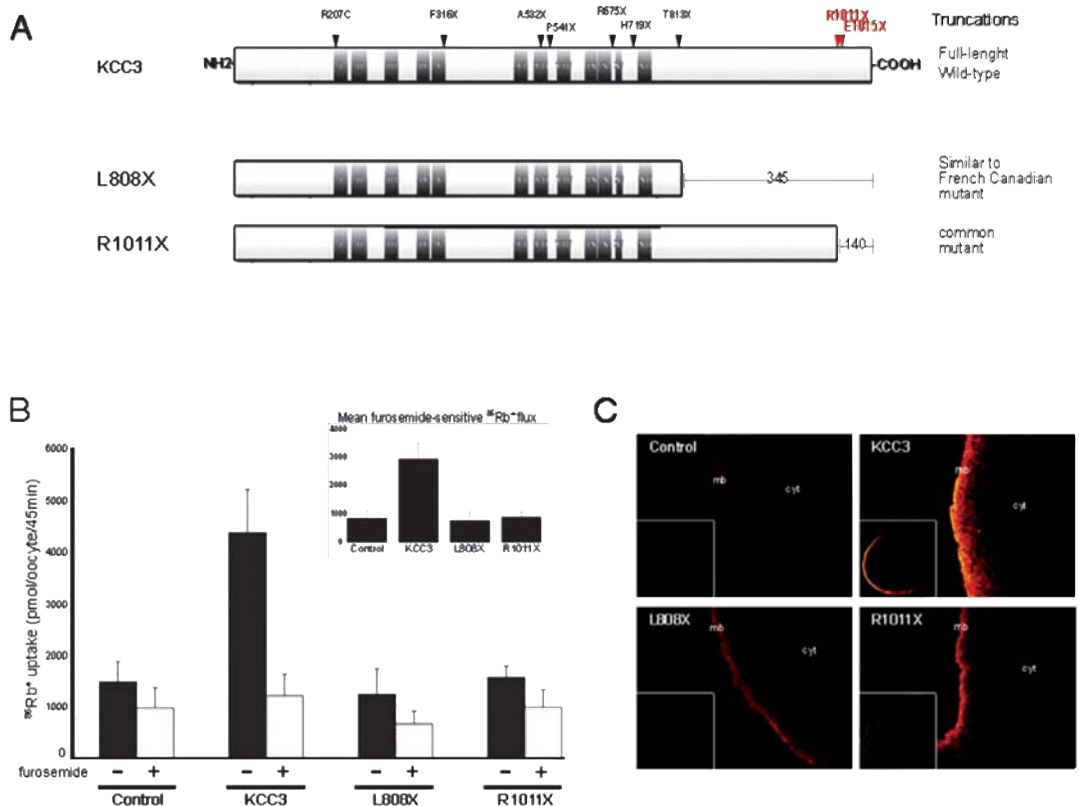 A
R207C
F316X
A532X
P541X
R675X
H719X
T813X
R1011X
E1015X
Truncations
KCC3
NH2
COOH
Full-lenght
Wild-type
L808X
345
Similar to
French Canadian
mutant
R1011X
140
common
mutant
B
Mean furosemide-sensitive ⁸⁶Rb⁺flux
4000
3000
2000
1000
0
Control
KCC3
L808X
R1011X
⁸⁶Rb⁺ uptake (pmol/oocyte/45min)
6000
5000
4000
3000
2000
1000
0
furosemide
− + − + − + − +
Control
KCC3
L808X
R1011X
C
Control
mb
cyt
KCC3
mb
cyt
L808X
mb
cyt
R1011X
mb
cyt